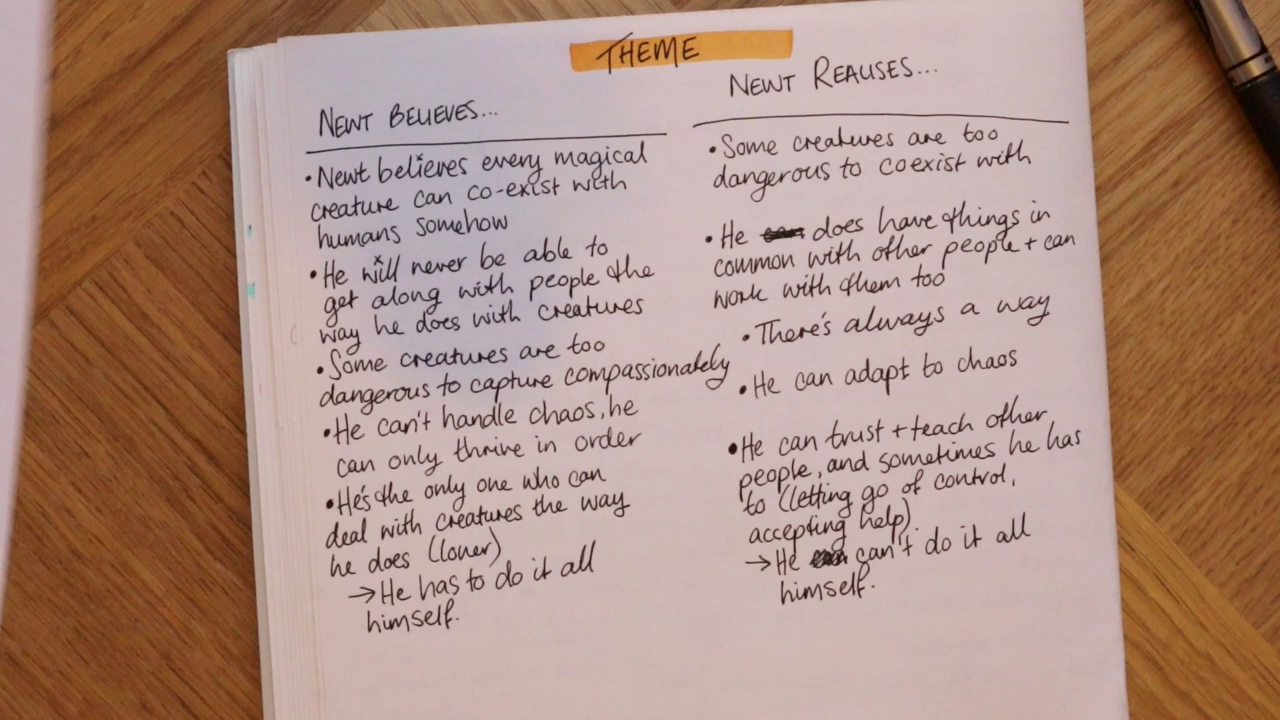 THEME
NEWT BELIEVES...
• Newt believes every magical
creature can co-exist with
humans somehow
• He will never be able to
get along with people the
way he does with creatures
• Some creatures are too
dangerous to capture compassionately
• He can't handle chaos, he
can only thrive in order
• He's the only one who can
deal with creatures the way
he does (loner)
→ He has to do it all
himself.
NEWT REALISES...
• Some creatures are too
dangerous to coexist with
• He does have things in
common with other people + can
work with them too
• There's always a way
• He can adapt to chaos
• He can trust + teach other
people, and sometimes he has
to (letting go of control,
accepting help).
→ He can't do it all
himself.